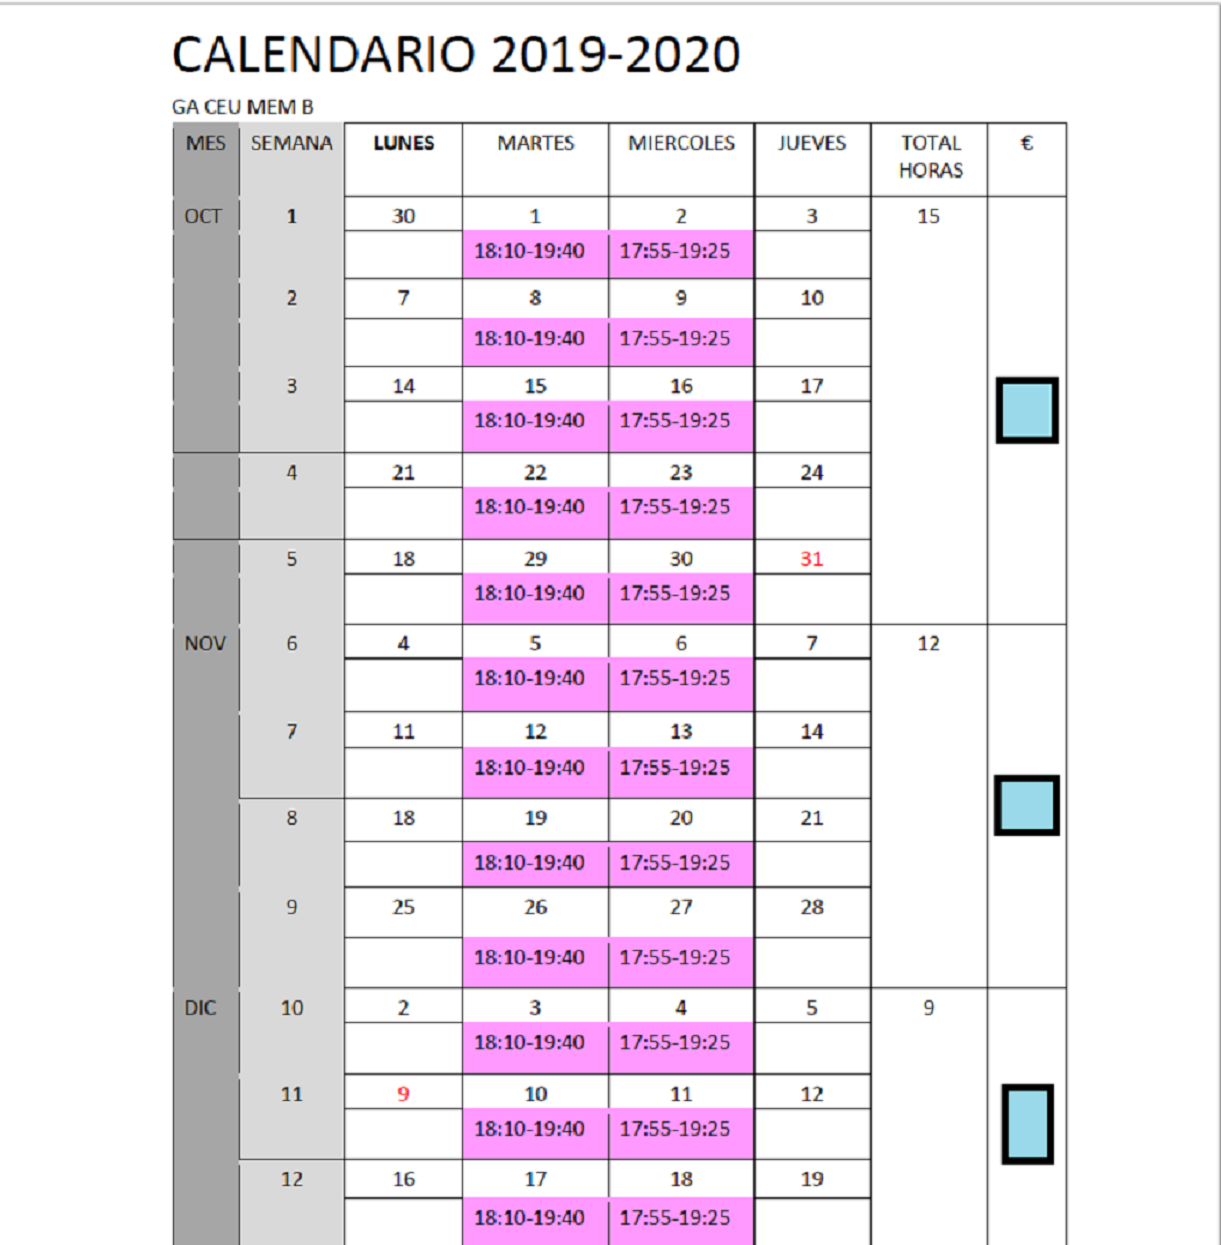 CALENDARIO 2019-2020
GA CEU MEM B
MES SEMANA LUNES MARTES MIERCOLES JUEVES TOTAL HORAS €
OCT 1 30 1 2 3 15
18:10-19:40 17:55-19:25
2 7 8 9 10
18:10-19:40 17:55-19:25
3 14 15 16 17
18:10-19:40 17:55-19:25
4 21 22 23 24
18:10-19:40 17:55-19:25
5 18 29 30 31
18:10-19:40 17:55-19:25
NOV 6 4 5 6 7 12
18:10-19:40 17:55-19:25
7 11 12 13 14
18:10-19:40 17:55-19:25
8 18 19 20 21
18:10-19:40 17:55-19:25
9 25 26 27 28
18:10-19:40 17:55-19:25
DIC 10 2 3 4 5 9
18:10-19:40 17:55-19:25
11 9 10 11 12
18:10-19:40 17:55-19:25
12 16 17 18 19
18:10-19:40 17:55-19:25